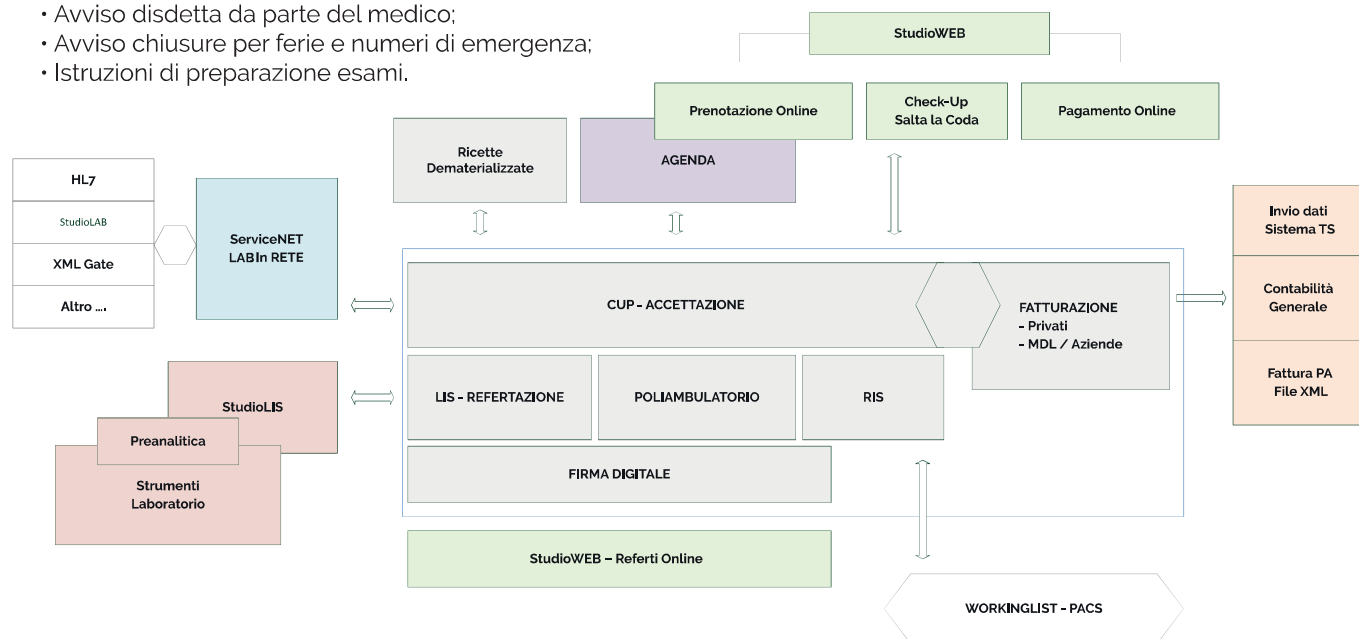 • Avviso disdetta da parte del medico;
• Avviso chiusure per ferie e numeri di emergenza;
• Istruzioni di preparazione esami.
StudioWEB
Prenotazione Online
Check-Up
Salta la Coda
Pagamento Online
Ricette
Dematerializzate
AGENDA
HL7
StudioLAB
XML Gate
Altro ....
ServiceNET
LABIn RETE
Invio dati
Sistema TS
Contabilità
Generale
Fattura PA
File XML
CUP - ACCETTAZIONE
FATTURAZIONE
- Privati
- MDL / Aziende
StudioLIS
Preanalitica
Strumenti
Laboratorio
LIS - REFERTAZIONE
POLIAMBULATORIO
RIS
FIRMA DIGITALE
StudioWEB – Referti Online
WORKINGLIST - PACS